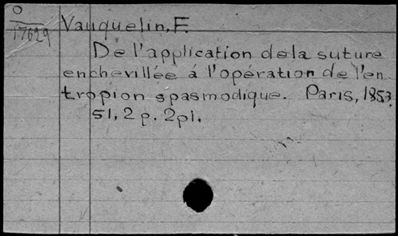 O
17629
Vauquelin, F.
De l'application de la suture
enchevillée á l'opération de l'en-
tropion spasmodique. Paris, 1853.
51, 2 p. 2 pl.